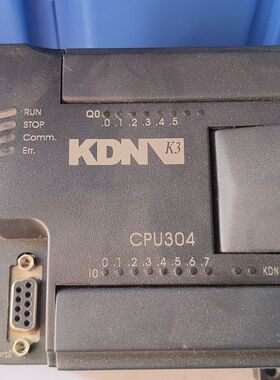 RUN
STOP
Comm.
Err.
Q0
.0 .1 .2 .3 .4 .5
KDN K3
CPU304
.0 .1 .2 .3 .4 .5 .6 .7
I0
KDN